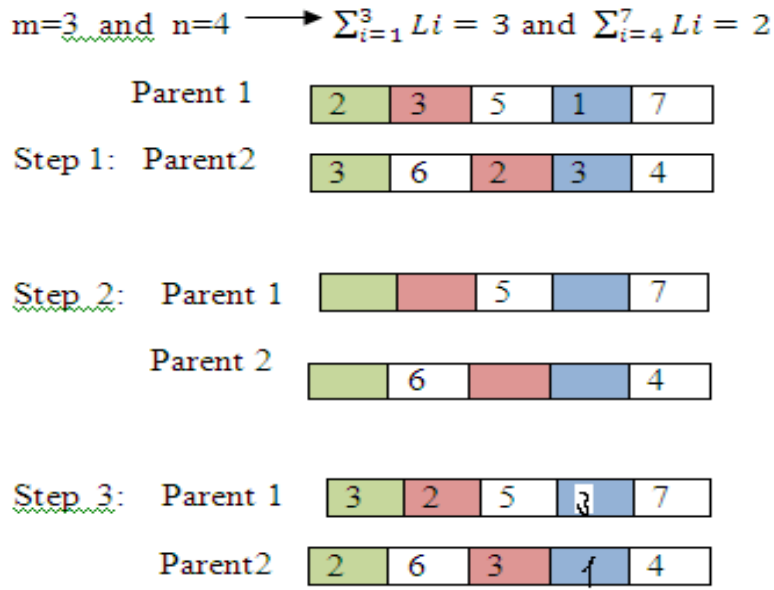 m=3 and n=4 → ∑³ᵢ₌₁ Li = 3 and ∑⁷ᵢ₌₄ Li = 2
Parent 1 2 3 5 1 7
Step 1: Parent2 3 6 2 3 4
Step 2: Parent 1 5 7
Parent 2 6 4
Step 3: Parent 1 3 2 5 3 7
Parent2 2 6 3 1 4